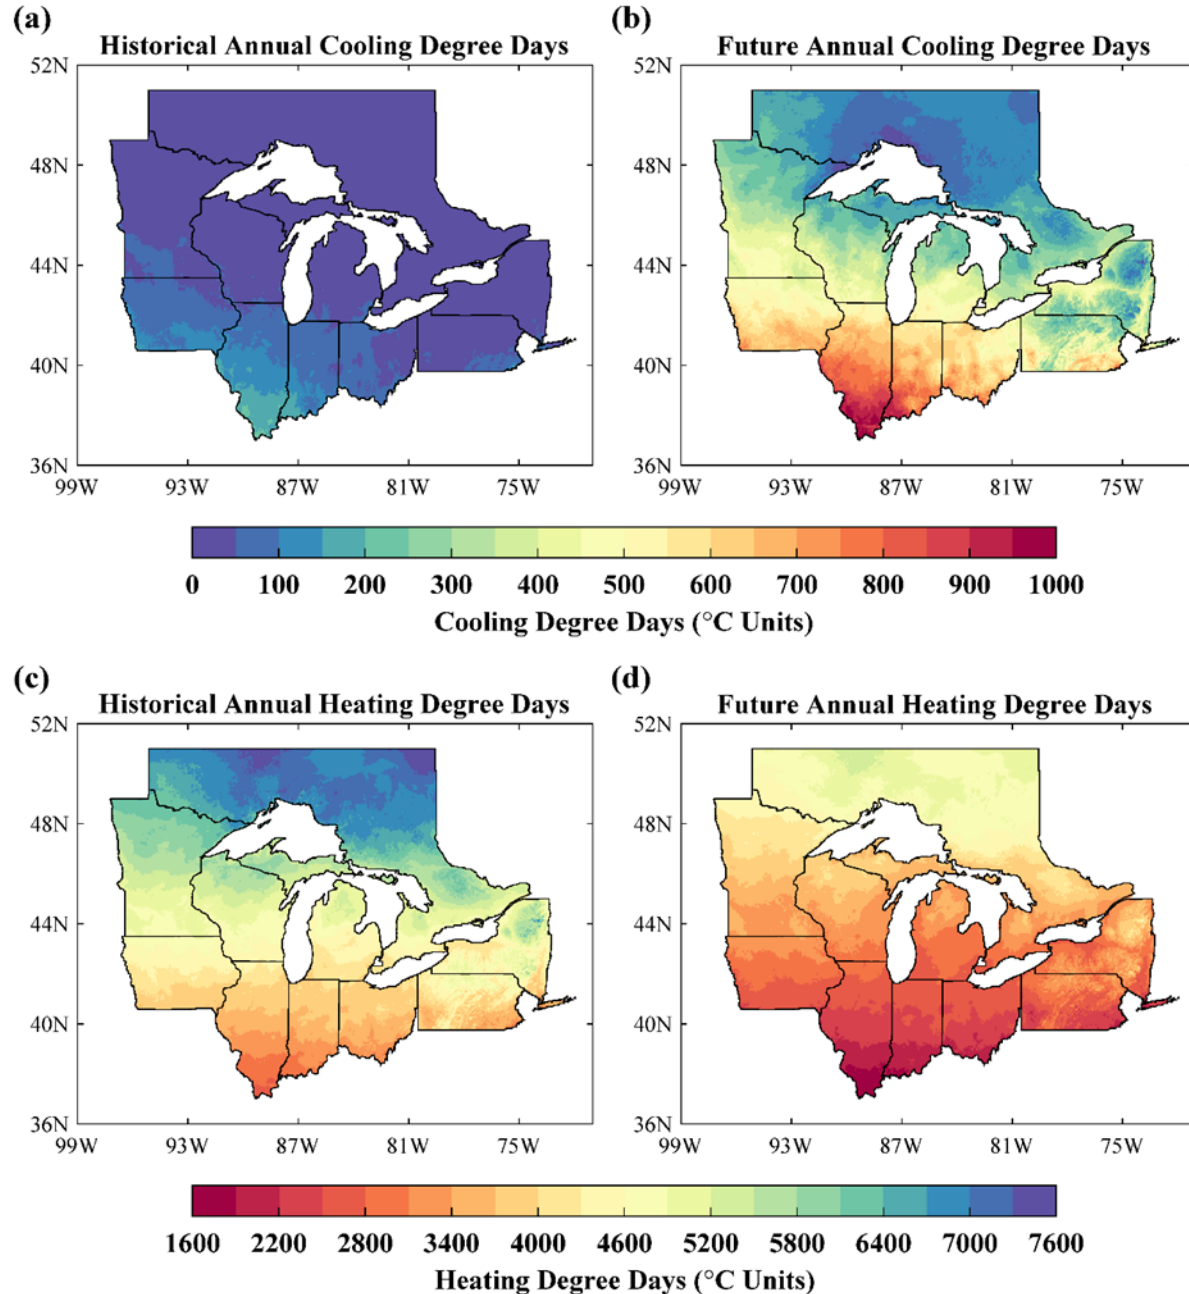 (a)
Historical Annual Cooling Degree Days
52N
48N
44N
40N
36N
99W 93W 87W 81W 75W
(b)
Future Annual Cooling Degree Days
52N
48N
44N
40N
36N
99W 93W 87W 81W 75W
0 100 200 300 400 500 600 700 800 900 1000
Cooling Degree Days (°C Units)
(c)
Historical Annual Heating Degree Days
52N
48N
44N
40N
36N
99W 93W 87W 81W 75W
(d)
Future Annual Heating Degree Days
52N
48N
44N
40N
36N
99W 93W 87W 81W 75W
1600 2200 2800 3400 4000 4600 5200 5800 6400 7000 7600
Heating Degree Days (°C Units)